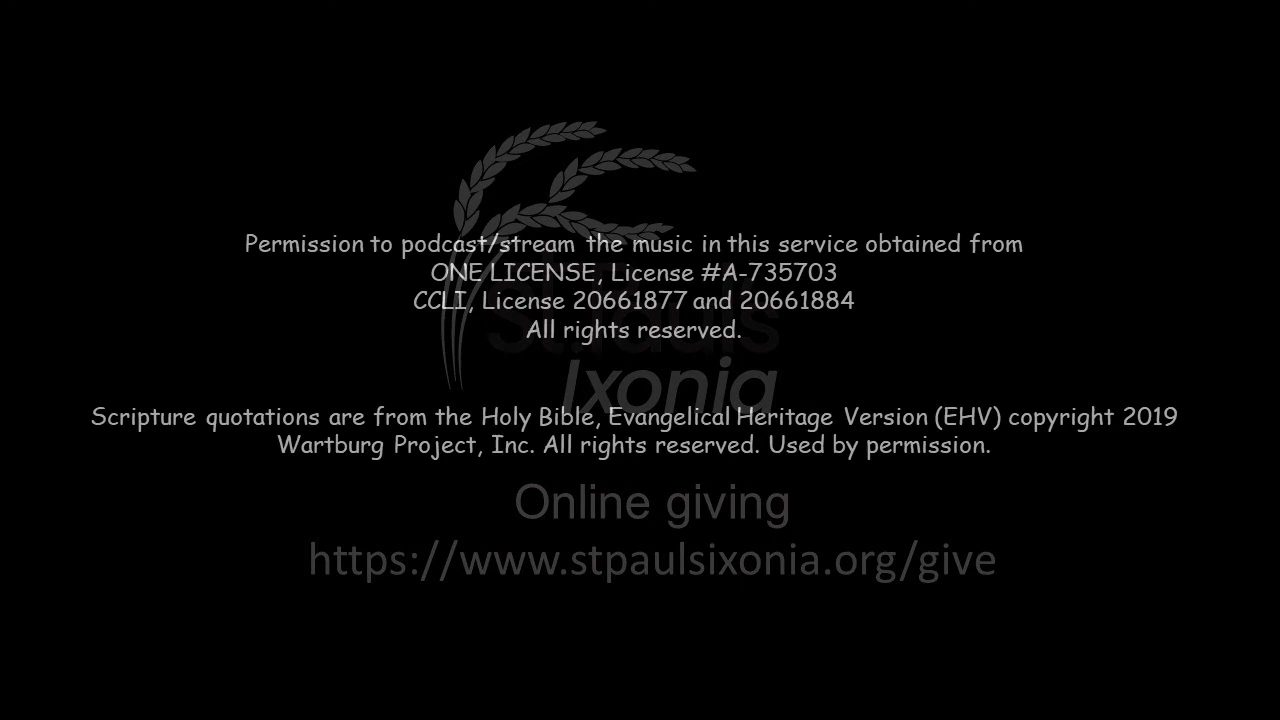 Permission to podcast/stream the music in this service obtained from
ONE LICENSE, License #A-735703
CCLI, License 20661877 and 20661884
All rights reserved.
St. Pauls
Ixonia
Scripture quotations are from the Holy Bible, Evangelical Heritage Version (EHV) copyright 2019
Wartburg Project, Inc. All rights reserved. Used by permission.
Online giving
https://www.stpaulsixonia.org/give